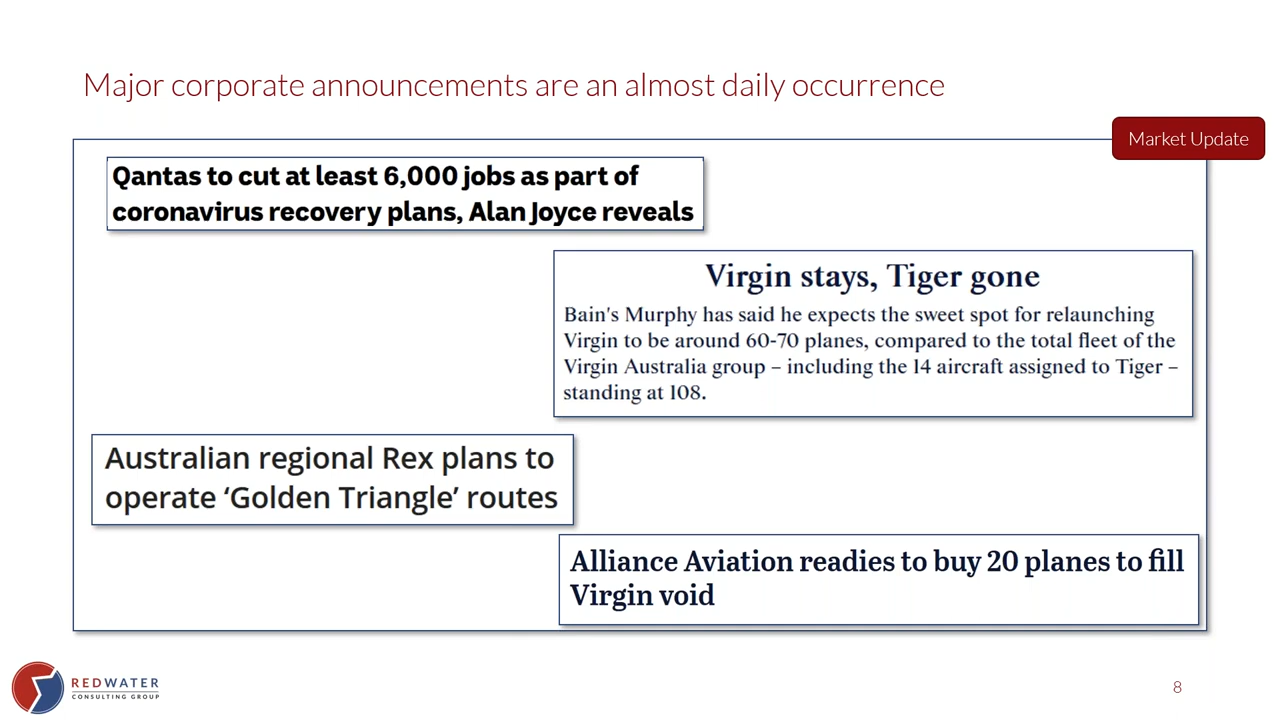 Major corporate announcements are an almost daily occurrence
Market Update
Qantas to cut at least 6,000 jobs as part of
coronavirus recovery plans, Alan Joyce reveals
Virgin stays, Tiger gone
Bain's Murphy has said he expects the sweet spot for relaunching
Virgin to be around 60-70 planes, compared to the total fleet of the
Virgin Australia group – including the 14 aircraft assigned to Tiger –
standing at 108.
Australian regional Rex plans to
operate ‘Golden Triangle’ routes
Alliance Aviation readies to buy 20 planes to fill
Virgin void
REDWATER
CONSULTING GROUP
8